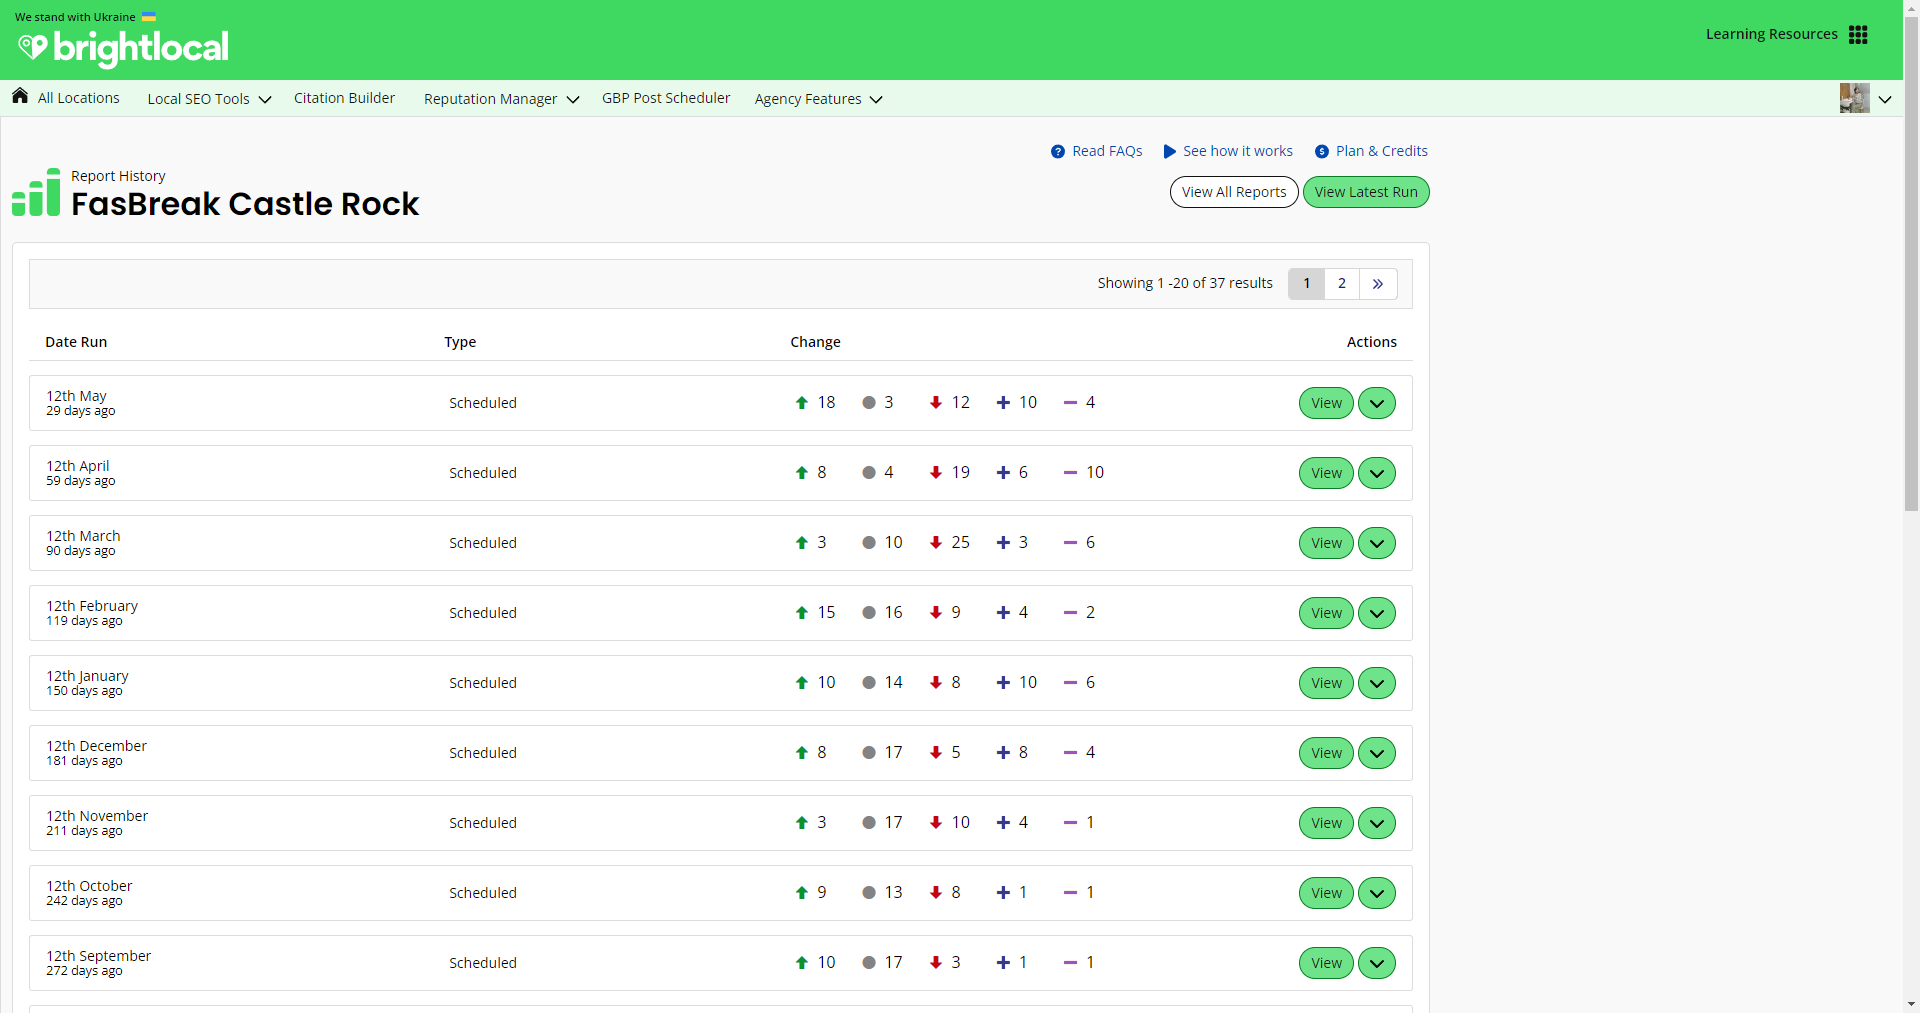 We stand with Ukraine
brightlocal
Learning Resources
All Locations
Local SEO Tools
Citation Builder
Reputation Manager
GBP Post Scheduler
Agency Features
Read FAQs
See how it works
Plan & Credits
Report History
FasBreak Castle Rock
View All Reports
View Latest Run
Showing 1 -20 of 37 results
1 2 »
Date Run Type Change Actions
12th May
29 days ago
Scheduled
18 3 12 10 4
View
12th April
59 days ago
Scheduled
8 4 19 6 10
View
12th March
90 days ago
Scheduled
3 10 25 3 6
View
12th February
119 days ago
Scheduled
15 16 9 4 2
View
12th January
150 days ago
Scheduled
10 14 8 10 6
View
12th December
181 days ago
Scheduled
8 17 5 8 4
View
12th November
211 days ago
Scheduled
3 17 10 4 1
View
12th October
242 days ago
Scheduled
9 13 8 1 1
View
12th September
272 days ago
Scheduled
10 17 3 1 1
View